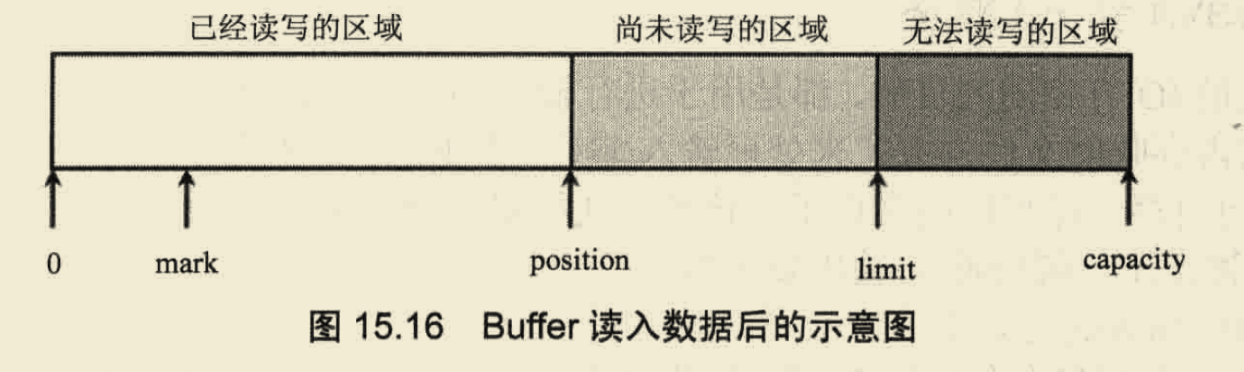 已经读写的区域 尚未读写的区域 无法读写的区域
0 mark position limit capacity
图 15.16 Buffer 读入数据后的示意图